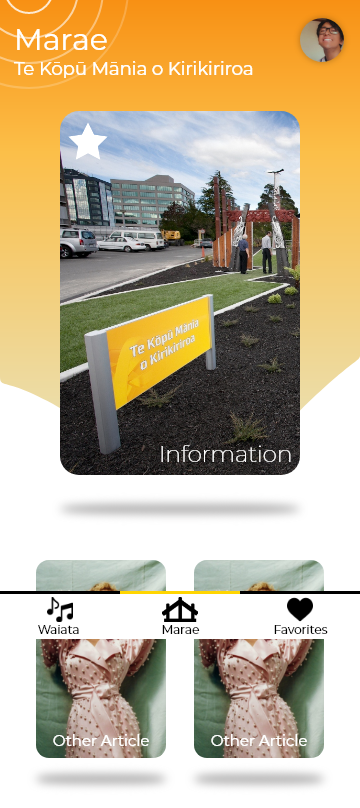 Marae
Te Kōpū Mānia o Kirikiriroa
Te Kōpū Mānia
o Kirikiriroa
Information
Waiata
Marae
Favorites
Other Article
Other Article